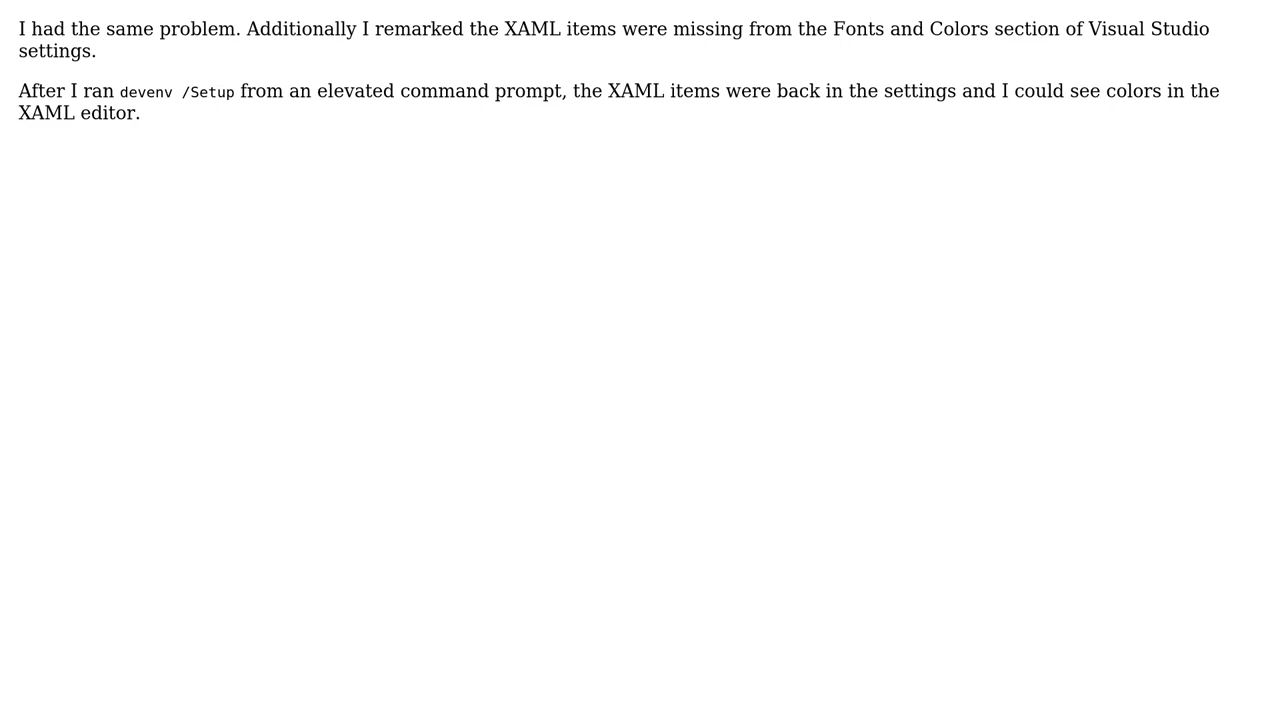 I had the same problem. Additionally I remarked the XAML items were missing from the Fonts and Colors section of Visual Studio
settings.
After I ran devenv /Setup from an elevated command prompt, the XAML items were back in the settings and I could see colors in the
XAML editor.